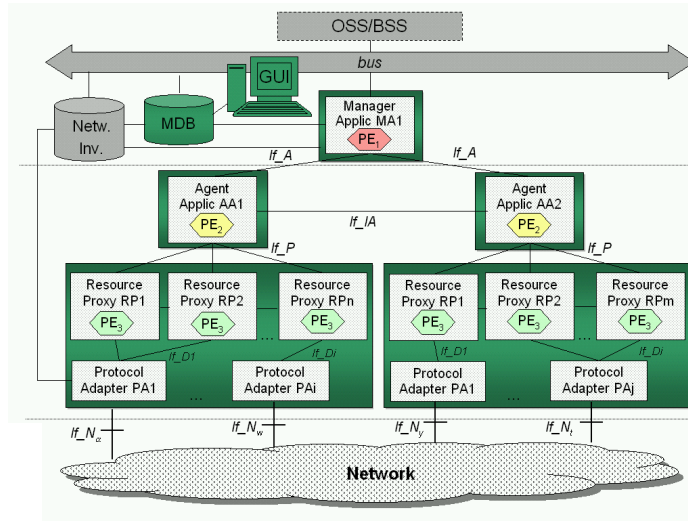 OSS/BSS
bus
GUI
MDB
Netw.
Inv.
Manager
Applic MA1
PE1
If_A
If_A
Agent
Applic AA1
PE2
If_IA
Agent
Applic AA2
PE2
If_P
If_P
Resource
Proxy RP1
PE3
Resource
Proxy RP2
PE3
...
Resource
Proxy RPn
PE3
Resource
Proxy RP1
PE3
Resource
Proxy RP2
PE3
...
Resource
Proxy RPm
PE3
If_D1
If_Di
If_D1
If_Di
Protocol
Adapter PA1
...
Protocol
Adapter PAi
Protocol
Adapter PA1
...
Protocol
Adapter PAj
If_Nα
If_Nw
If_Ny
If_Nt
Network